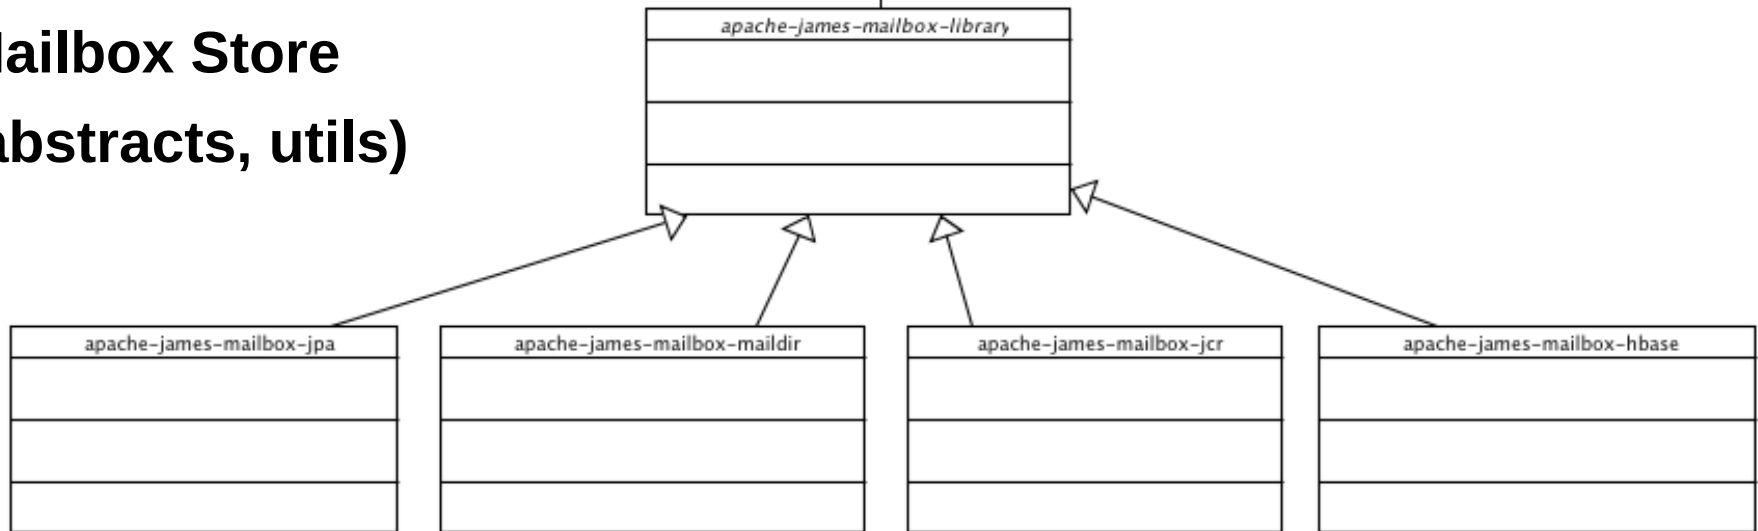 apache-james-mailbox-library
ailbox Store
abstracts, utils)
apache-james-mailbox-jpa
apache-james-mailbox-maildir
apache-james-mailbox-jcr
apache-james-mailbox-hbase